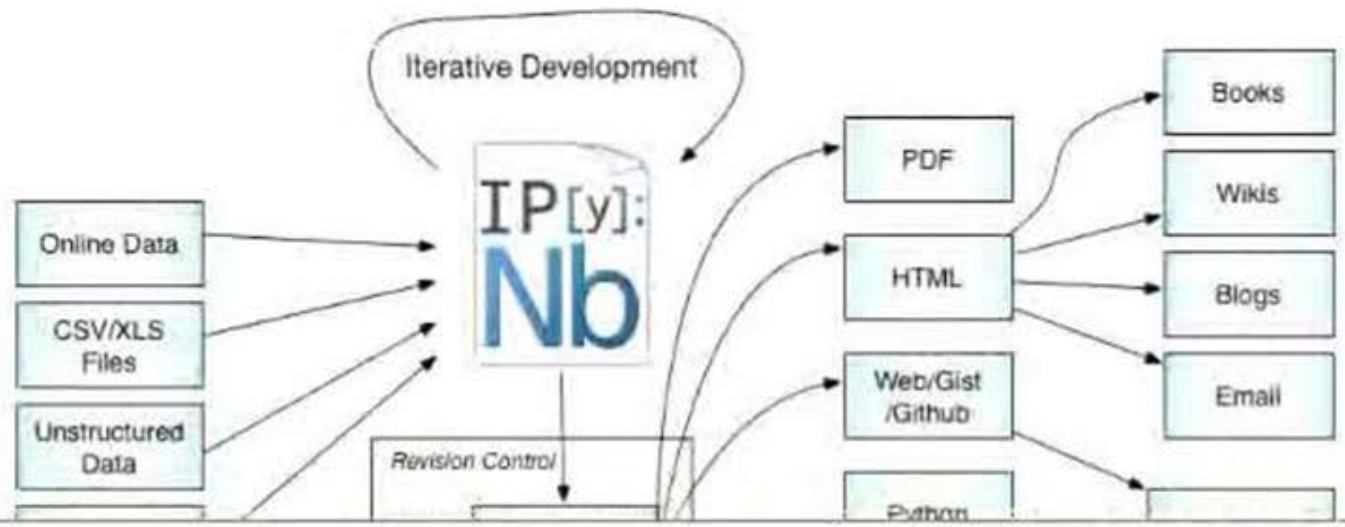 Iterative Development
IP[y]:
Nb
Online Data
CSV/XLS
Files
Unstructured
Data
Revision Control
PDF
HTML
Web/Gist
/Github
Python
Books
Wikis
Blogs
Email